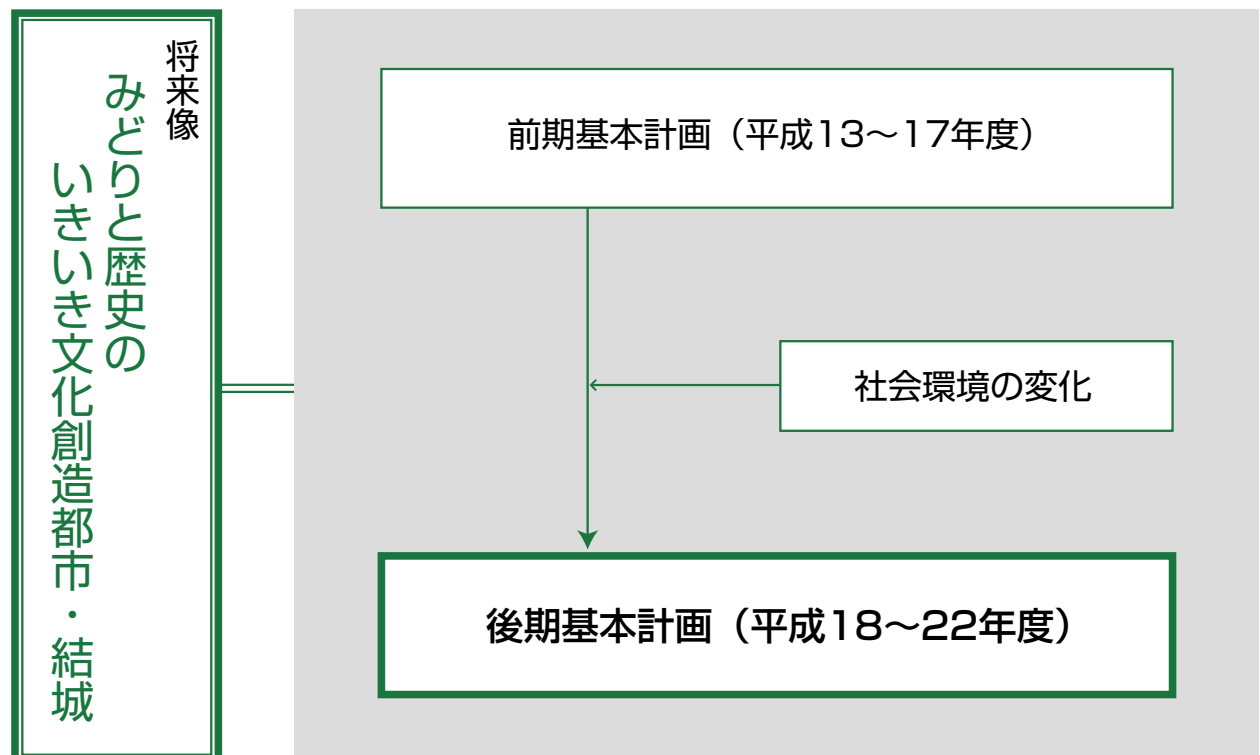 将来像
みどりと歴史の
いきいき文化創造都市・結城
前期基本計画（平成13～17年度）
社会環境の変化
後期基本計画（平成18～22年度）